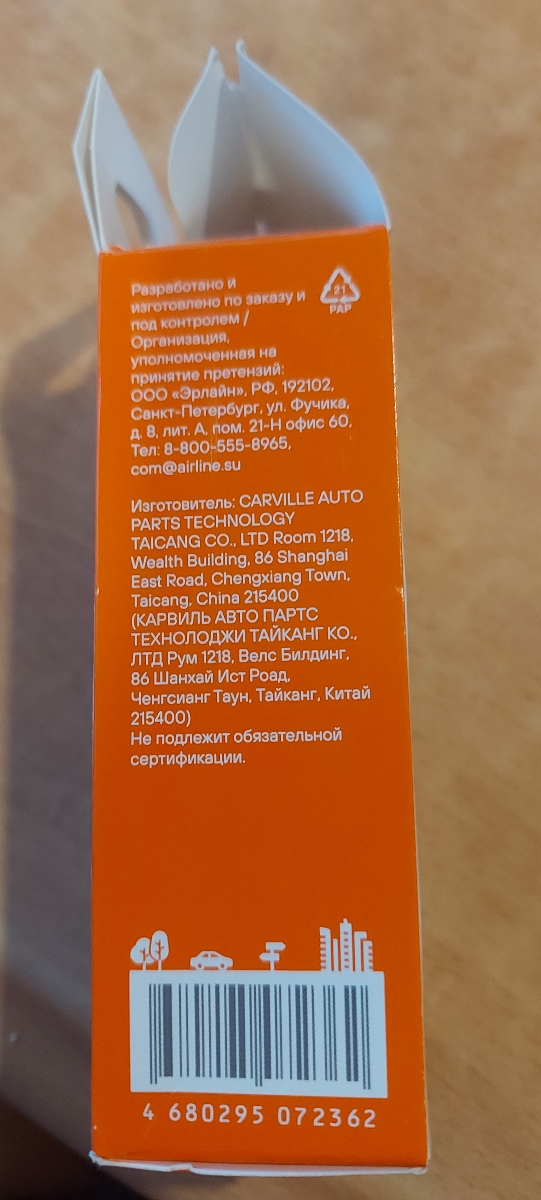 Разработано и
изготовлено по заказу и
под контролем /
Организация,
уполномоченная на
принятие претензий:
ООО «Эрлайн», РФ, 192102,
Санкт-Петербург, ул. Фучика,
д. 8, лит. А, пом. 21-Н офис 60,
Тел: 8-800-555-8965,
com@airline.su
21
PAP
Изготовитель: CARVILLE AUTO
PARTS TECHNOLOGY
TAICANG CO., LTD Room 1218,
Wealth Building, 86 Shanghai
East Road, Chengxiang Town,
Taicang, China 215400
(КАРВИЛЬ АВТО ПАРТС
ТЕХНОЛОДЖИ ТАЙКАНГ КО.,
ЛТД Рум 1218, Велс Билдинг,
86 Шанхай Ист Роад,
Ченгсианг Таун, Тайканг, Китай
215400)
Не подлежит обязательной
сертификации.
4 680295 072362